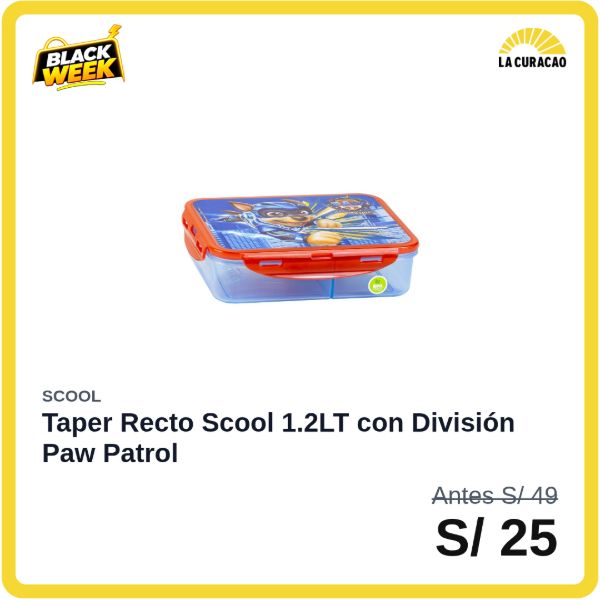 BLACK
WEEK
LA CURACAO
SCOOL
Taper Recto Scool 1.2LT con División
Paw Patrol
Antes S/ 49
S/ 25